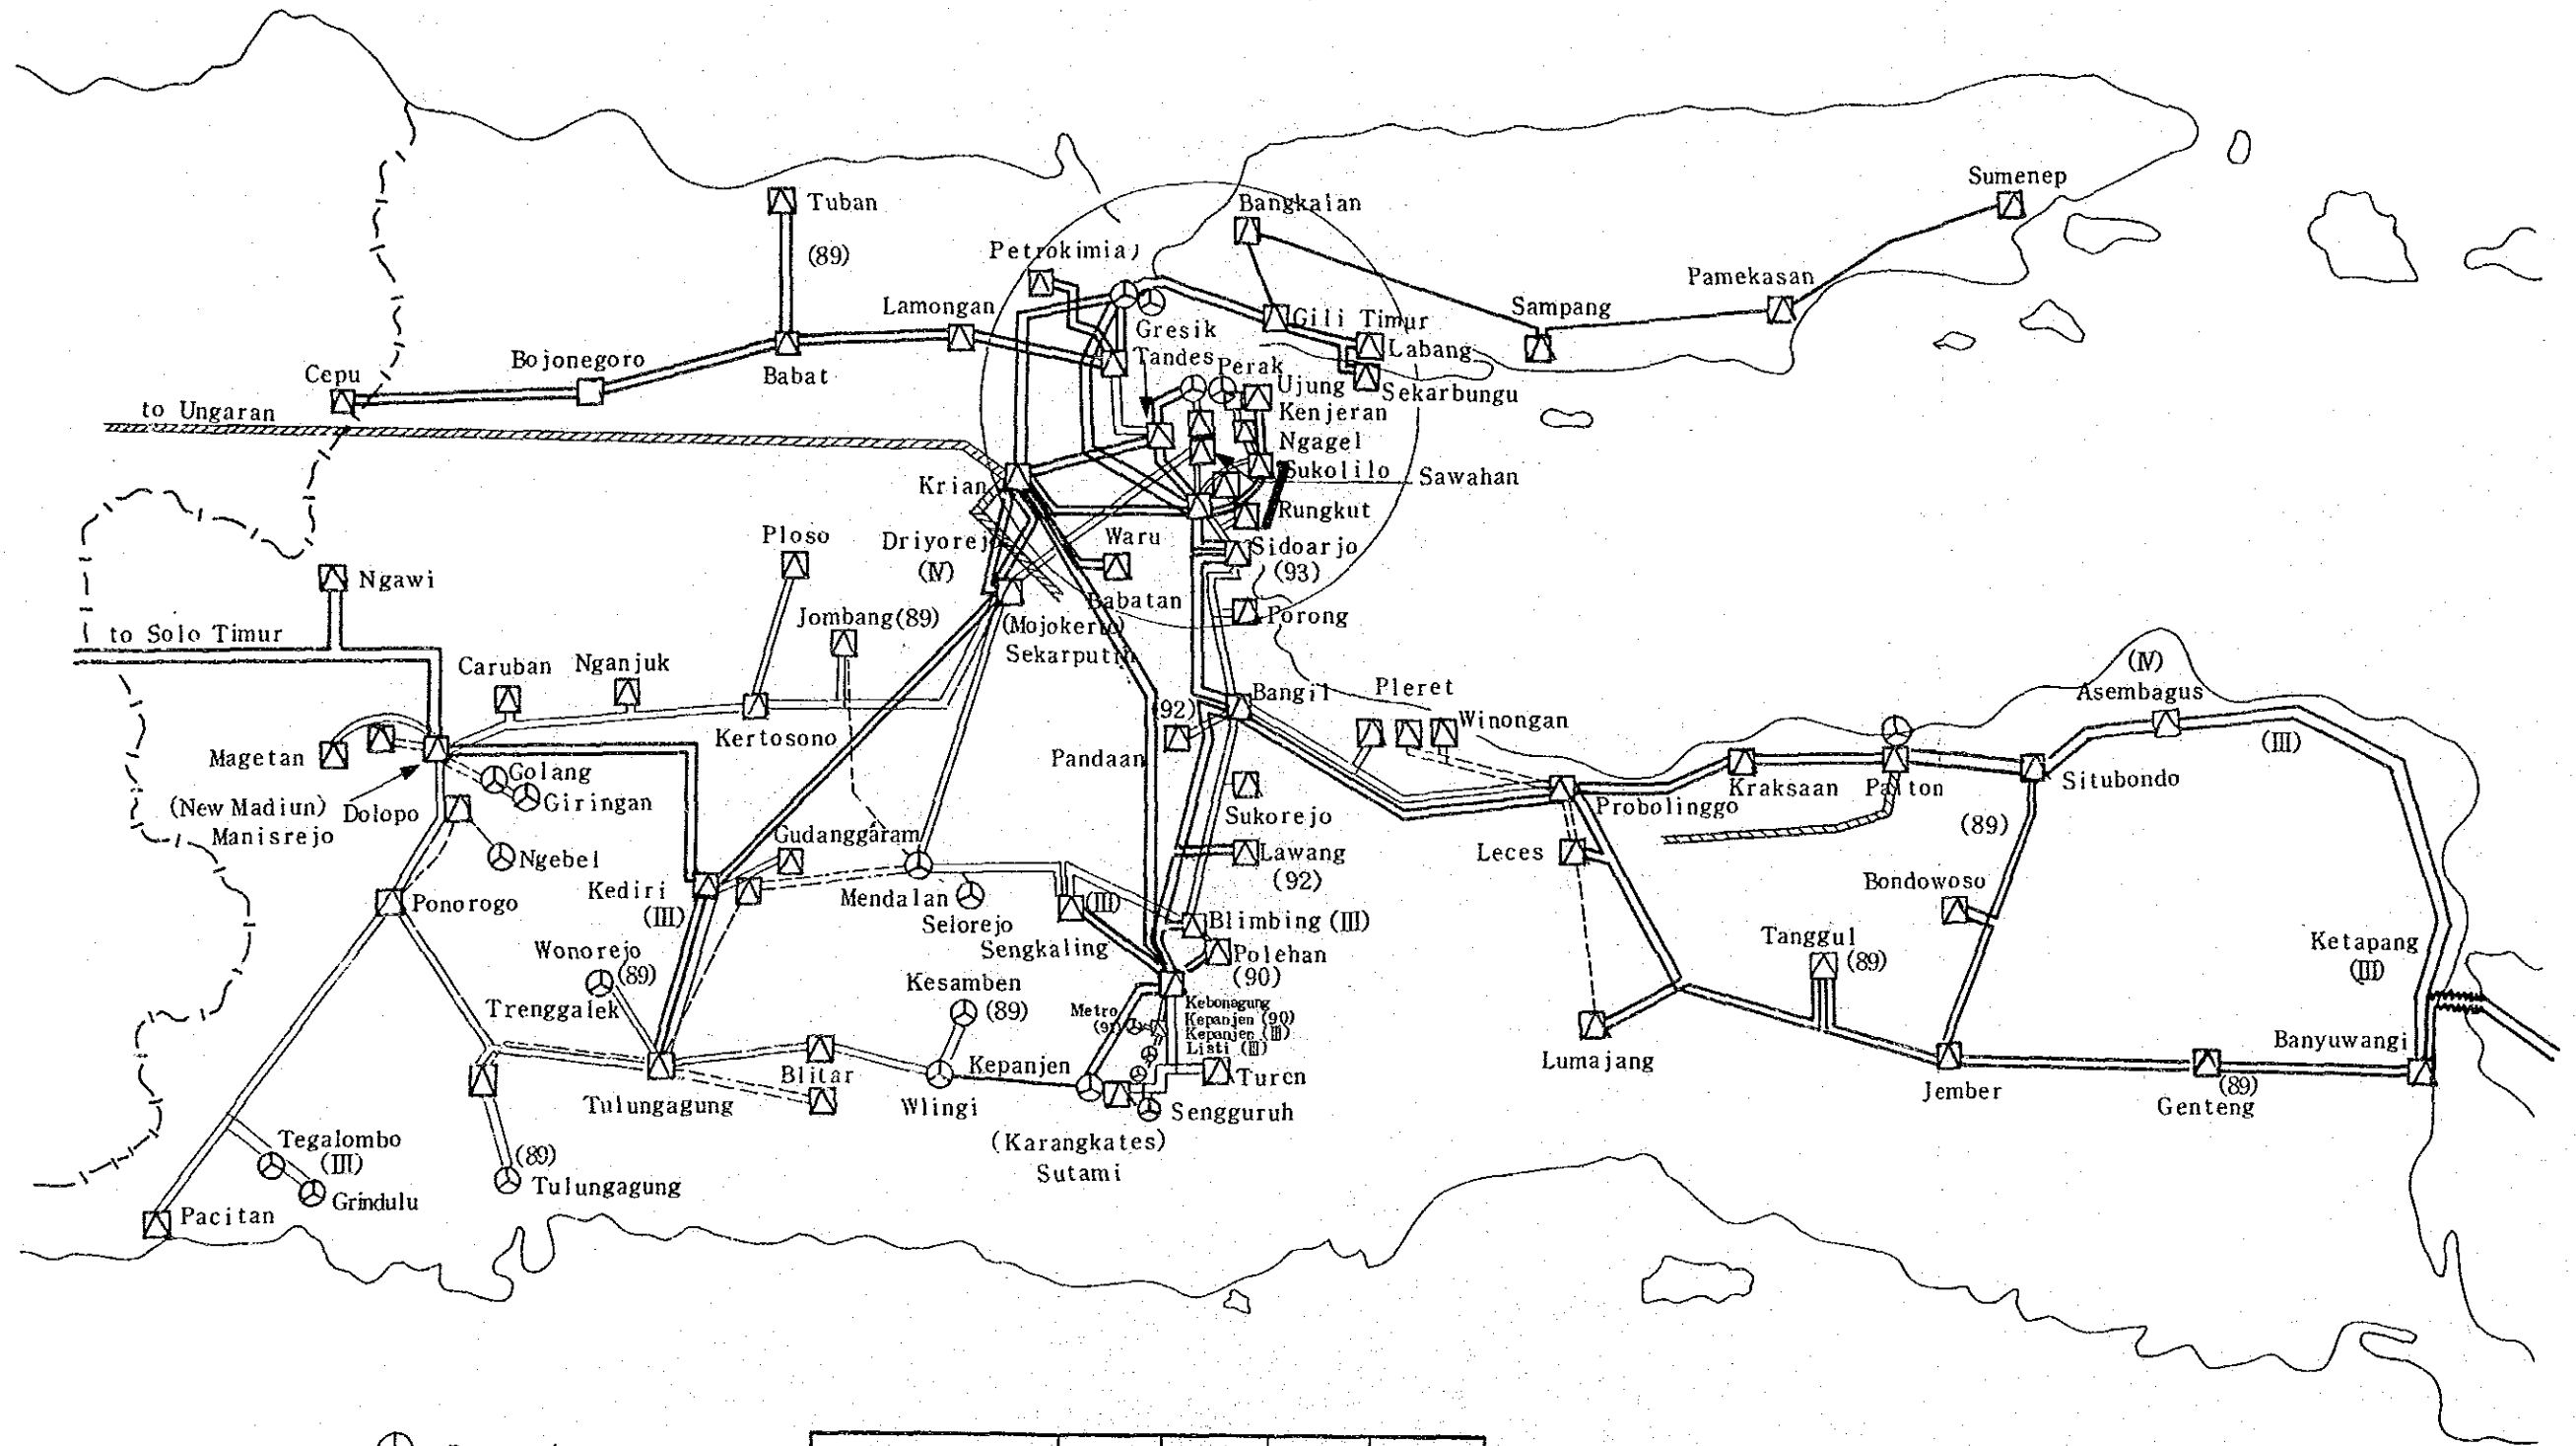 Sumenep
Tuban
Bangkalan
(89)
Petrokimia)
Pamekasan
Lamongan
Sampang
Gili Timur
Gresik
Labang
Tandes
Perak
Bojonegoro
Cepu
Babat
Ujung
Sekarbungu
to Ungaran
Kenjeran
Ngagel
Sukolilo
Sawahan
Krian
Rungkut
Ploso
Driyorejo
(Ⅳ)
Waru
Sidoarjo
(93)
Ngawi
Babatan
Jombang(89)
Porong
(Mojokerto)
Sekarputih
to Solo Timur
Caruban
Nganjuk
(Ⅳ)
Asembagus
Bangil
Pleret
(92)
Winongan
Kertosono
Magetan
Pandaan
(Ⅲ)
Golang
Situbondo
Giringan
Kraksaan
Paiton
Probolinggo
(New Madiun)
Dolopo
Manisrejo
Sukorejo
Gudanggaram
(89)
Ngebel
Lawang
(92)
Leces
Kediri
(Ⅲ)
Mendalan
(Ⅲ)
Bondowoso
Ponorogo
Selorejo
Blimbing (Ⅲ)
Sengkaling
Tanggul
(89)
Ketapang
(Ⅲ)
Wonorejo
(89)
Polehan
(90)
Kesamben
(89)
Trenggalek
Metro
Kebonagung
Kepanjen (90)
Kepanjen (Ⅲ)
Listi (Ⅲ)
Banyuwangi
Kepanjen
Lumajang
Blitar
Turen
Tulungagung
Wlingi
Jember
(89)
Genteng
Sengguruh
(Karangkates)
Sutami
Tegalombo
(Ⅲ)
(89)
Tulungagung
Grindulu
Pacitan